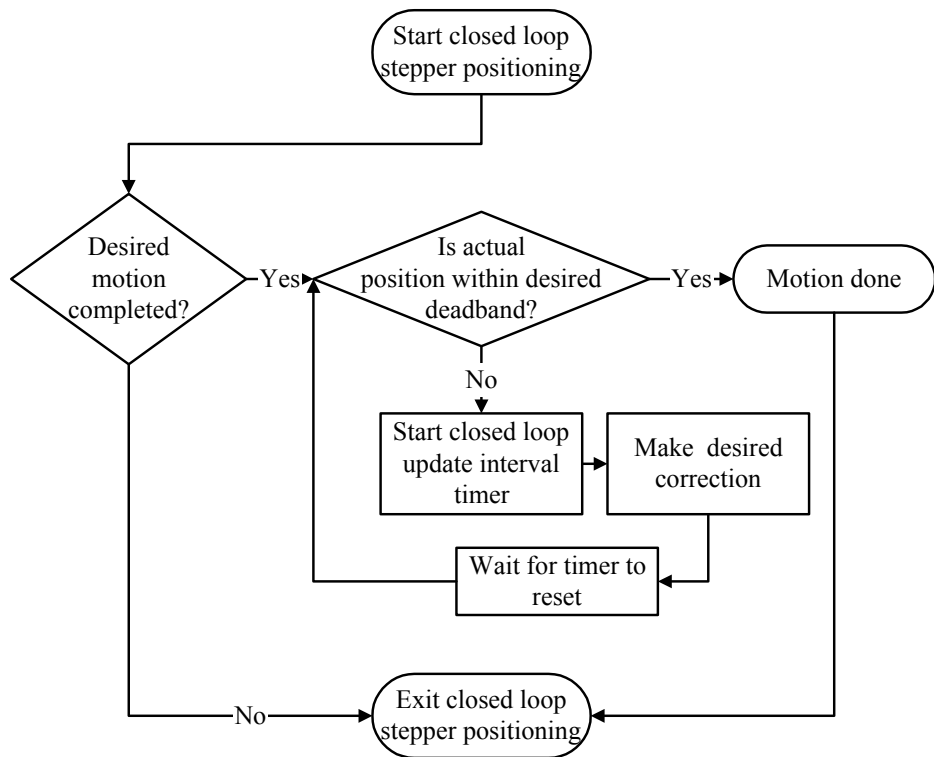 Start closed loop
stepper positioning
Desired
motion
completed?
Yes
Is actual
position within desired
deadband?
Yes
Motion done
No
Start closed loop
update interval
timer
Make desired
correction
Wait for timer to
reset
No
Exit closed loop
stepper positioning